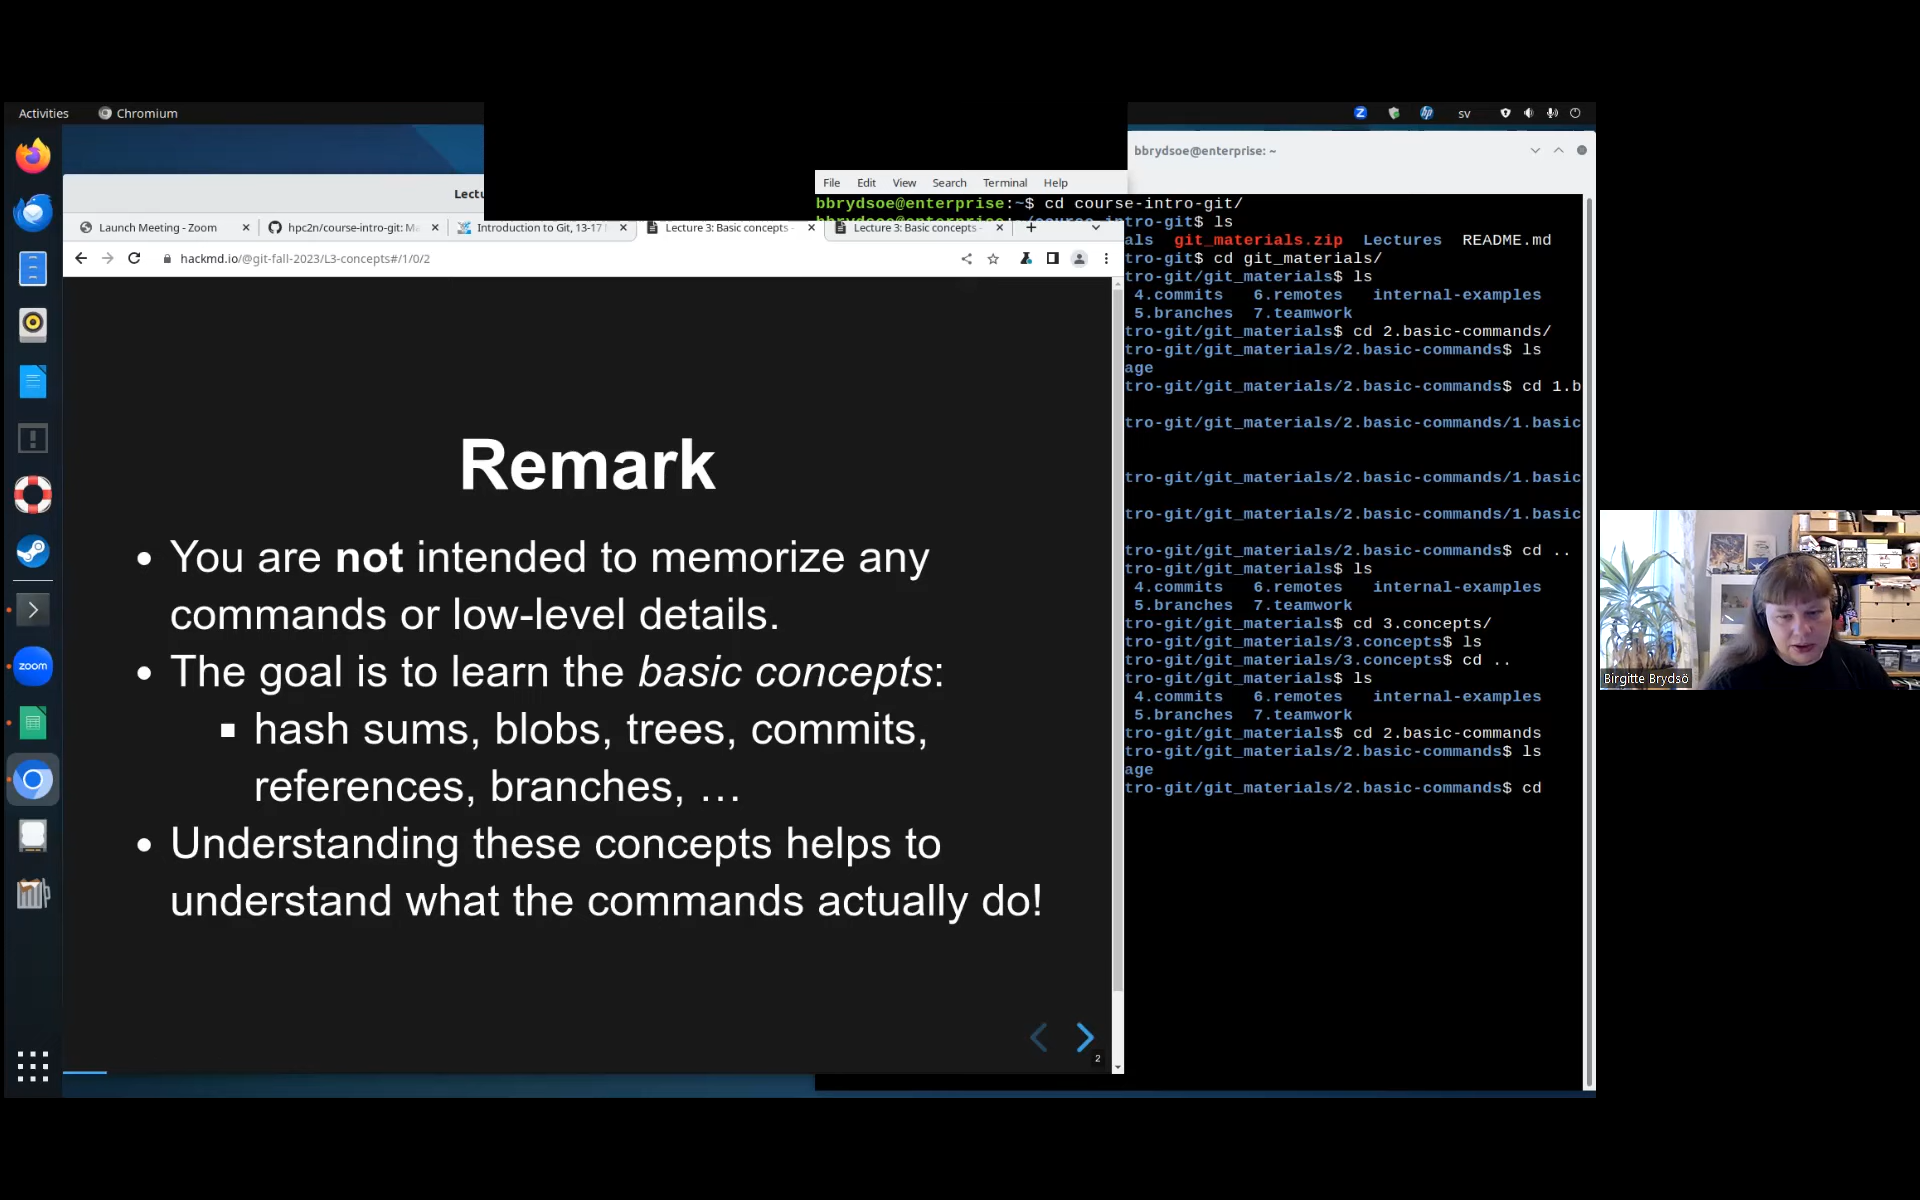 Activities
Chromium
sv
bbrydsoe@enterprise: ~
File Edit View Search Terminal Help
Launch Meeting - Zoom
hpc2n/course-intro-git: M
Introduction to Git, 13-17
Lecture 3: Basic concepts -
Lecture 3: Basic concepts -
hackmd.io/@git-fall-2023/L3-concepts#/1/0/2
Remark
You are not intended to memorize any
commands or low-level details.
The goal is to learn the basic concepts:
hash sums, blobs, trees, commits,
references, branches, …
Understanding these concepts helps to
understand what the commands actually do!
2
bbrydsoe@enterprise:~$ cd course-intro-git/
bbrydsoe@enterprise:~/course-intro-git$ ls
als git_materials.zip Lectures README.md
tro-git$ cd git_materials/
tro-git/git_materials$ ls
4.commits 6.remotes internal-examples
5.branches 7.teamwork
tro-git/git_materials$ cd 2.basic-commands/
tro-git/git_materials/2.basic-commands$ ls
age
tro-git/git_materials/2.basic-commands$ cd 1.b
tro-git/git_materials/2.basic-commands/1.basic
tro-git/git_materials/2.basic-commands/1.basic
tro-git/git_materials/2.basic-commands/1.basic
tro-git/git_materials/2.basic-commands$ cd ..
tro-git/git_materials$ ls
4.commits 6.remotes internal-examples
5.branches 7.teamwork
tro-git/git_materials$ cd 3.concepts/
tro-git/git_materials/3.concepts$ ls
tro-git/git_materials/3.concepts$ cd ..
tro-git/git_materials$ ls
4.commits 6.remotes internal-examples
5.branches 7.teamwork
tro-git/git_materials$ cd 2.basic-commands
tro-git/git_materials/2.basic-commands$ ls
age
tro-git/git_materials/2.basic-commands$ cd
zoom
Birgitte Brydsö